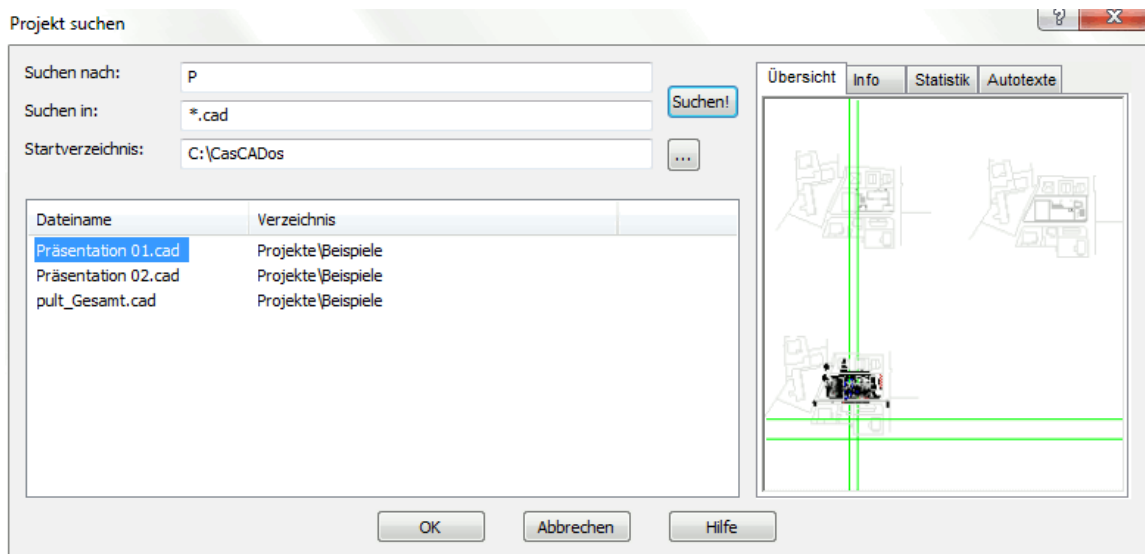 Projekt suchen
Suchen nach: P
Suchen!
Suchen in: *.cad
Startverzeichnis: C:\CasCADos ...
Dateiname Verzeichnis
Präsentation 01.cad Projekte\Beispiele
Präsentation 02.cad Projekte\Beispiele
pult_Gesamt.cad Projekte\Beispiele
Übersicht Info Statistik Autotexte
OK Abbrechen Hilfe